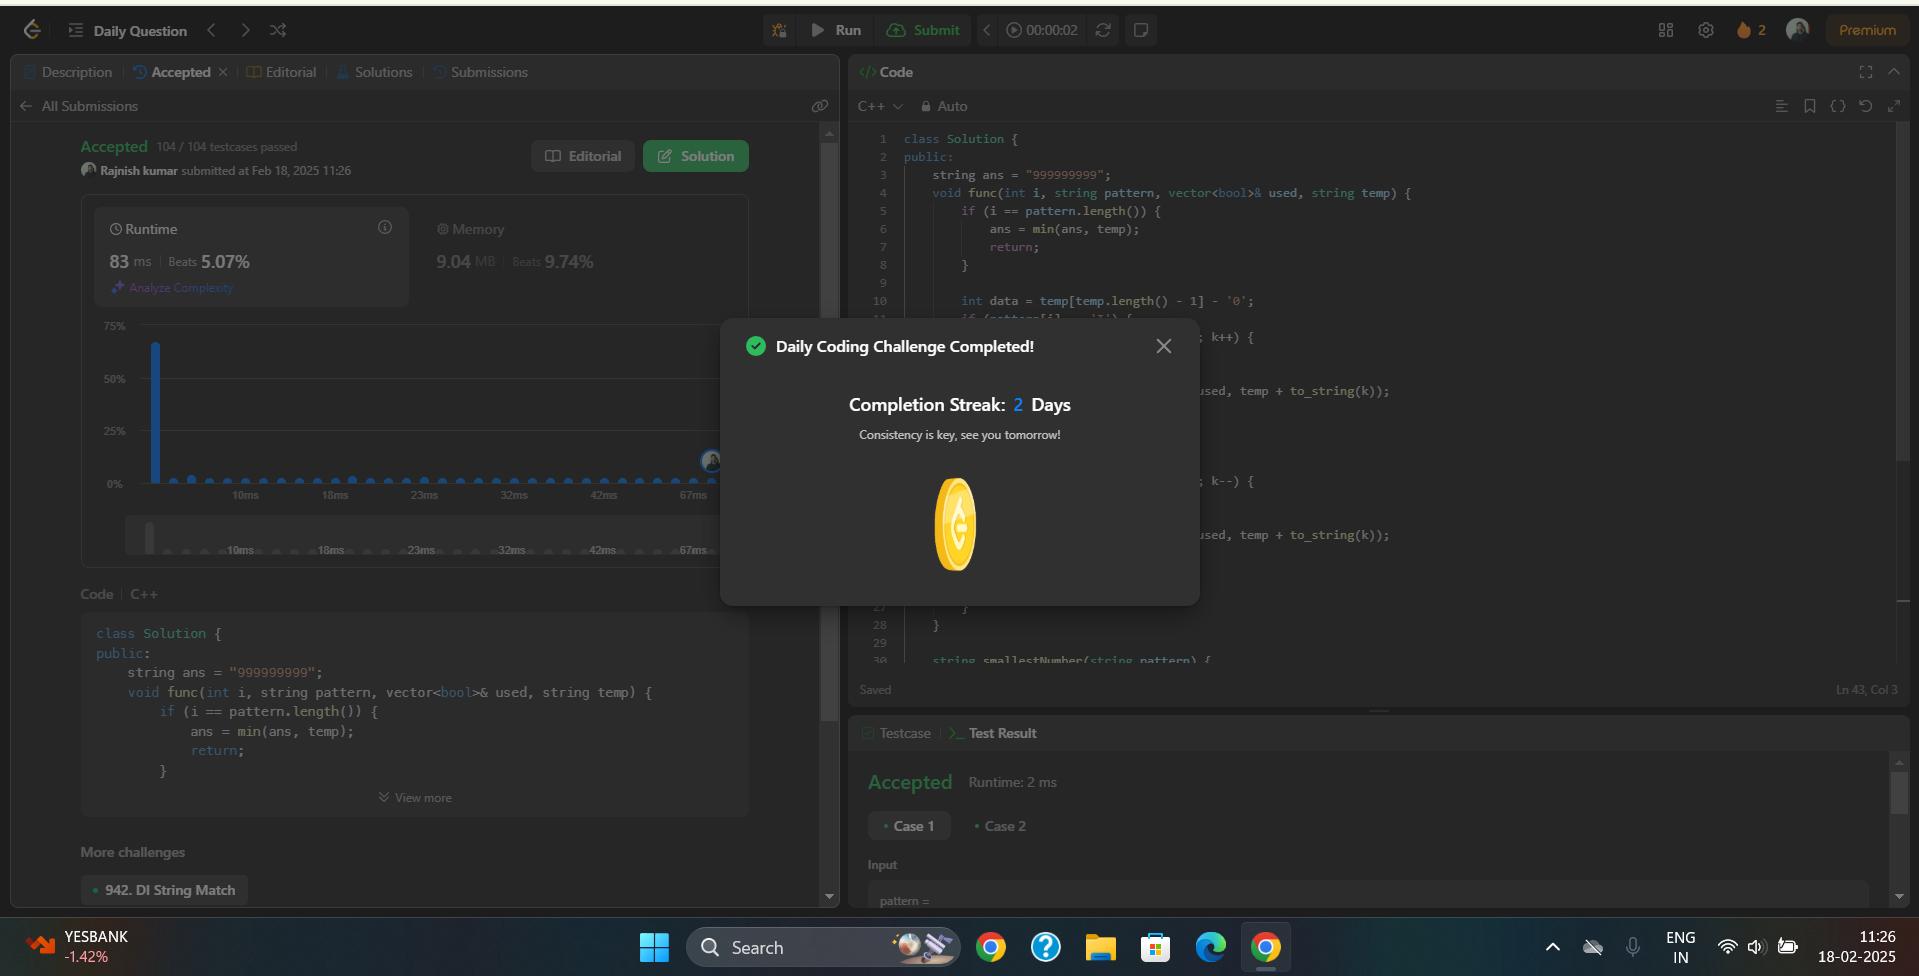 Daily Question
Run
Submit
00:00:02
2
Premium
Description
Accepted
Editorial
Solutions
Submissions
All Submissions
Accepted 104 / 104 testcases passed
Rajnish kumar submitted at Feb 18, 2025 11:26
Editorial
Solution
Runtime
83 ms | Beats 5.07%
Analyze Complexity
Memory
9.04 MB | Beats 9.74%
75%
50%
25%
0%
10ms 18ms 23ms 32ms 42ms 67ms
10ms 18ms 23ms 32ms 42ms 67ms
Code | C++
class Solution {
public:
string ans = "999999999";
void func(int i, string pattern, vector<bool>& used, string temp) {
if (i == pattern.length()) {
ans = min(ans, temp);
return;
}
View more
More challenges
942. DI String Match
</> Code
C++
Auto
1 class Solution {
2 public:
3 string ans = "999999999";
4 void func(int i, string pattern, vector<bool>& used, string temp) {
5 if (i == pattern.length()) {
6 ans = min(ans, temp);
7 return;
8 }
9
10 int data = temp[temp.length() - 1] - '0';
; k++) {
used, temp + to_string(k));
; k--) {
used, temp + to_string(k));
27 }
28 }
29
30 string smallestNumber(string pattern) {
Saved
Ln 43, Col 3
Daily Coding Challenge Completed!
Completion Streak: 2 Days
Consistency is key, see you tomorrow!
Testcase
Test Result
Accepted Runtime: 2 ms
Case 1
Case 2
Input
pattern =
YESBANK
-1.42%
Search
ENG
IN
11:26
18-02-2025